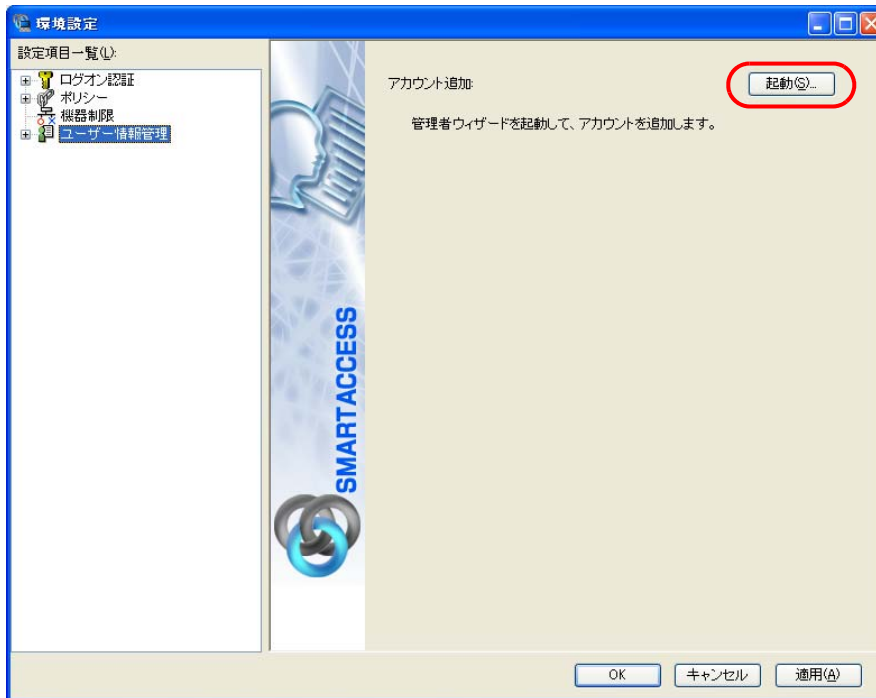 環境設定
設定項目一覧(L):
ログオン認証
ポリシー
機器制限
ユーザー情報管理
SMARTACCESS
アカウント追加:
起動(S)...
管理者ウィザードを起動して、アカウントを追加します。
OK
キャンセル
適用(A)